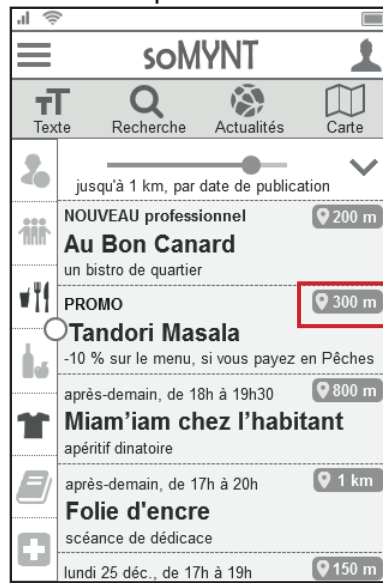 soMYNT
Texte Recherche Actualités Carte
jusqu'à 1 km, par date de publication
NOUVEAU professionnel 200 m
Au Bon Canard
un bistro de quartier
PROMO 300 m
Tandori Masala
-10 % sur le menu, si vous payez en Pêches
après-demain, de 18h à 19h30 800 m
Miam’iam chez l’habitant
apéritif dinatoire
après-demain, de 17h à 20h 1 km
Folie d'encre
scéance de dédicace
lundi 25 déc., de 17h à 19h 150 m